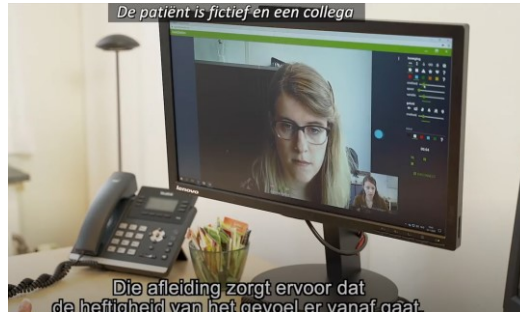 De patiënt is fictief en een collega
lenovo
Die afleiding zorgt ervoor dat
de heftigheid van het gevoel er vanaf gaat.